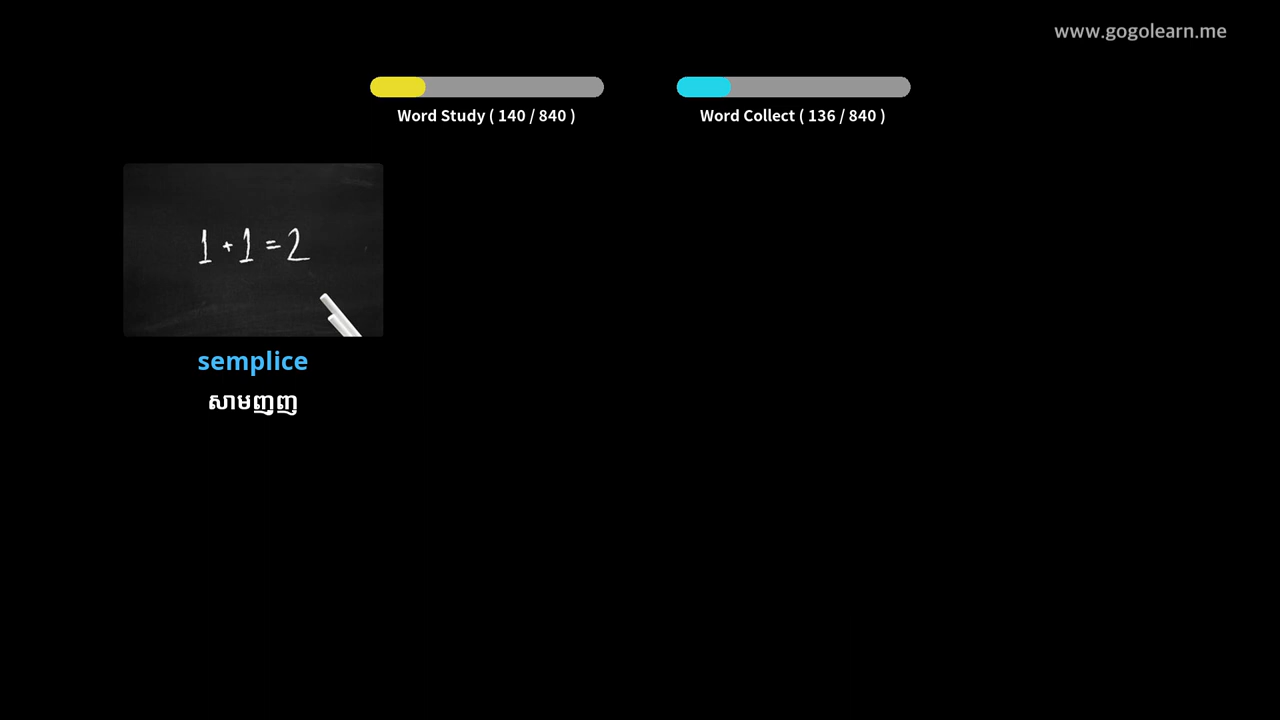 www.gogolearn.me
Word Study ( 140 / 840 )
Word Collect ( 136 / 840 )
1 + 1 = 2
semplice
សាមញ្ញ